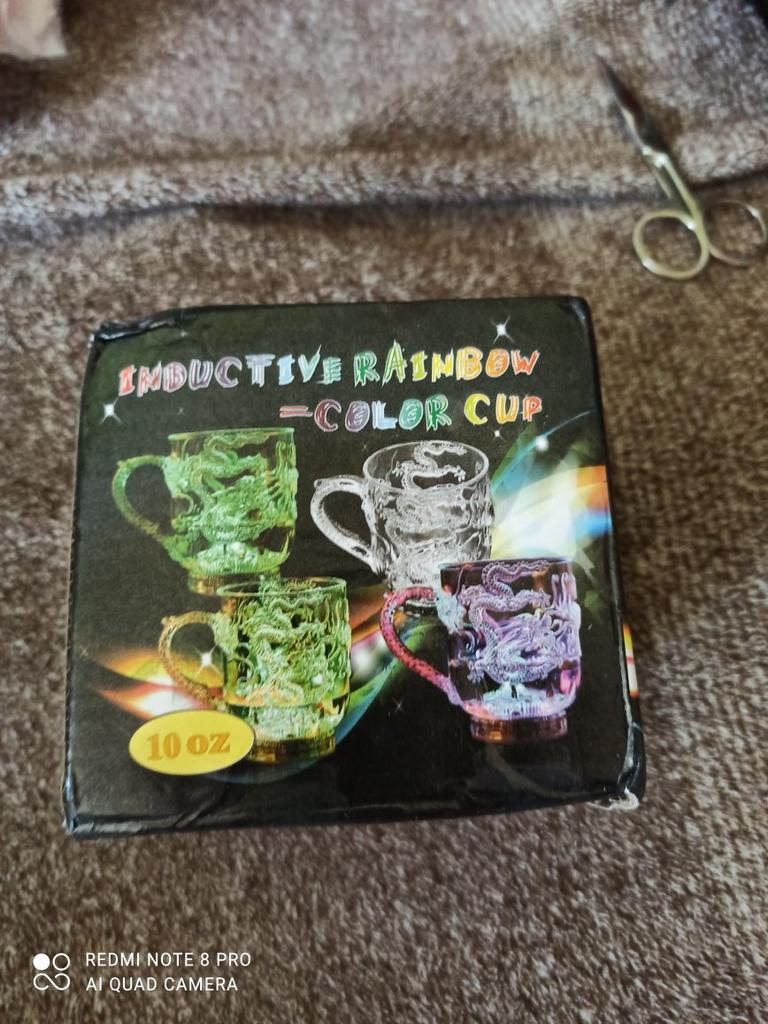 INDUCTIVE RAINBOW
=COLOR CUP
10 OZ
REDMI NOTE 8 PRO
AI QUAD CAMERA